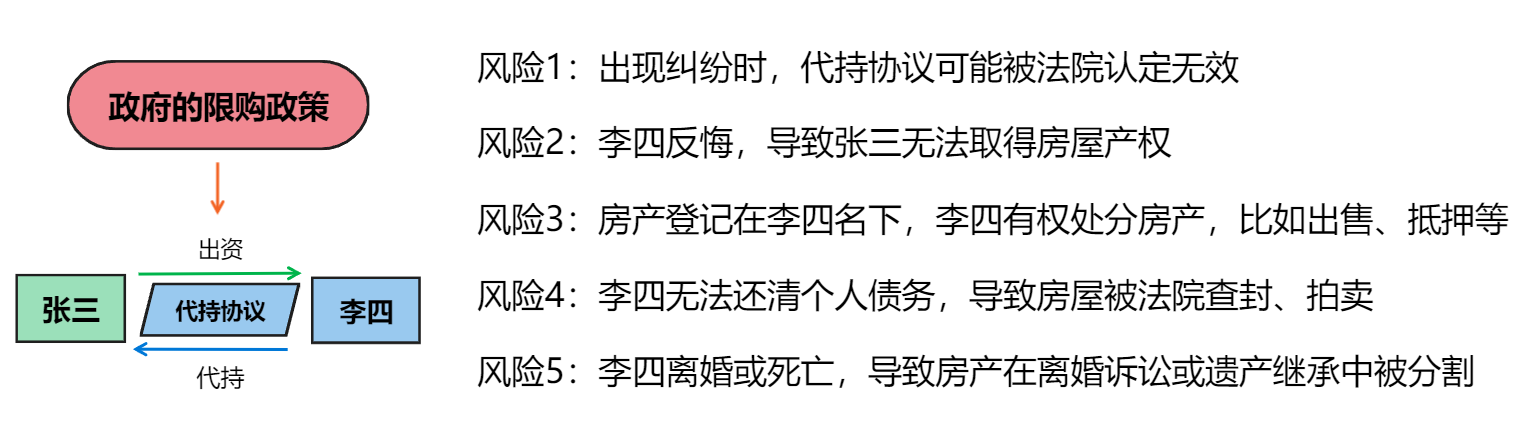 政府的限购政策
出资
张三
代持协议
李四
代持
风险1：出现纠纷时，代持协议可能被法院认定无效
风险2：李四反悔，导致张三无法取得房屋产权
风险3：房产登记在李四名下，李四有权处分房产，比如出售、抵押等
风险4：李四无法还清个人债务，导致房屋被法院查封、拍卖
风险5：李四离婚或死亡，导致房产在离婚诉讼或遗产继承中被分割